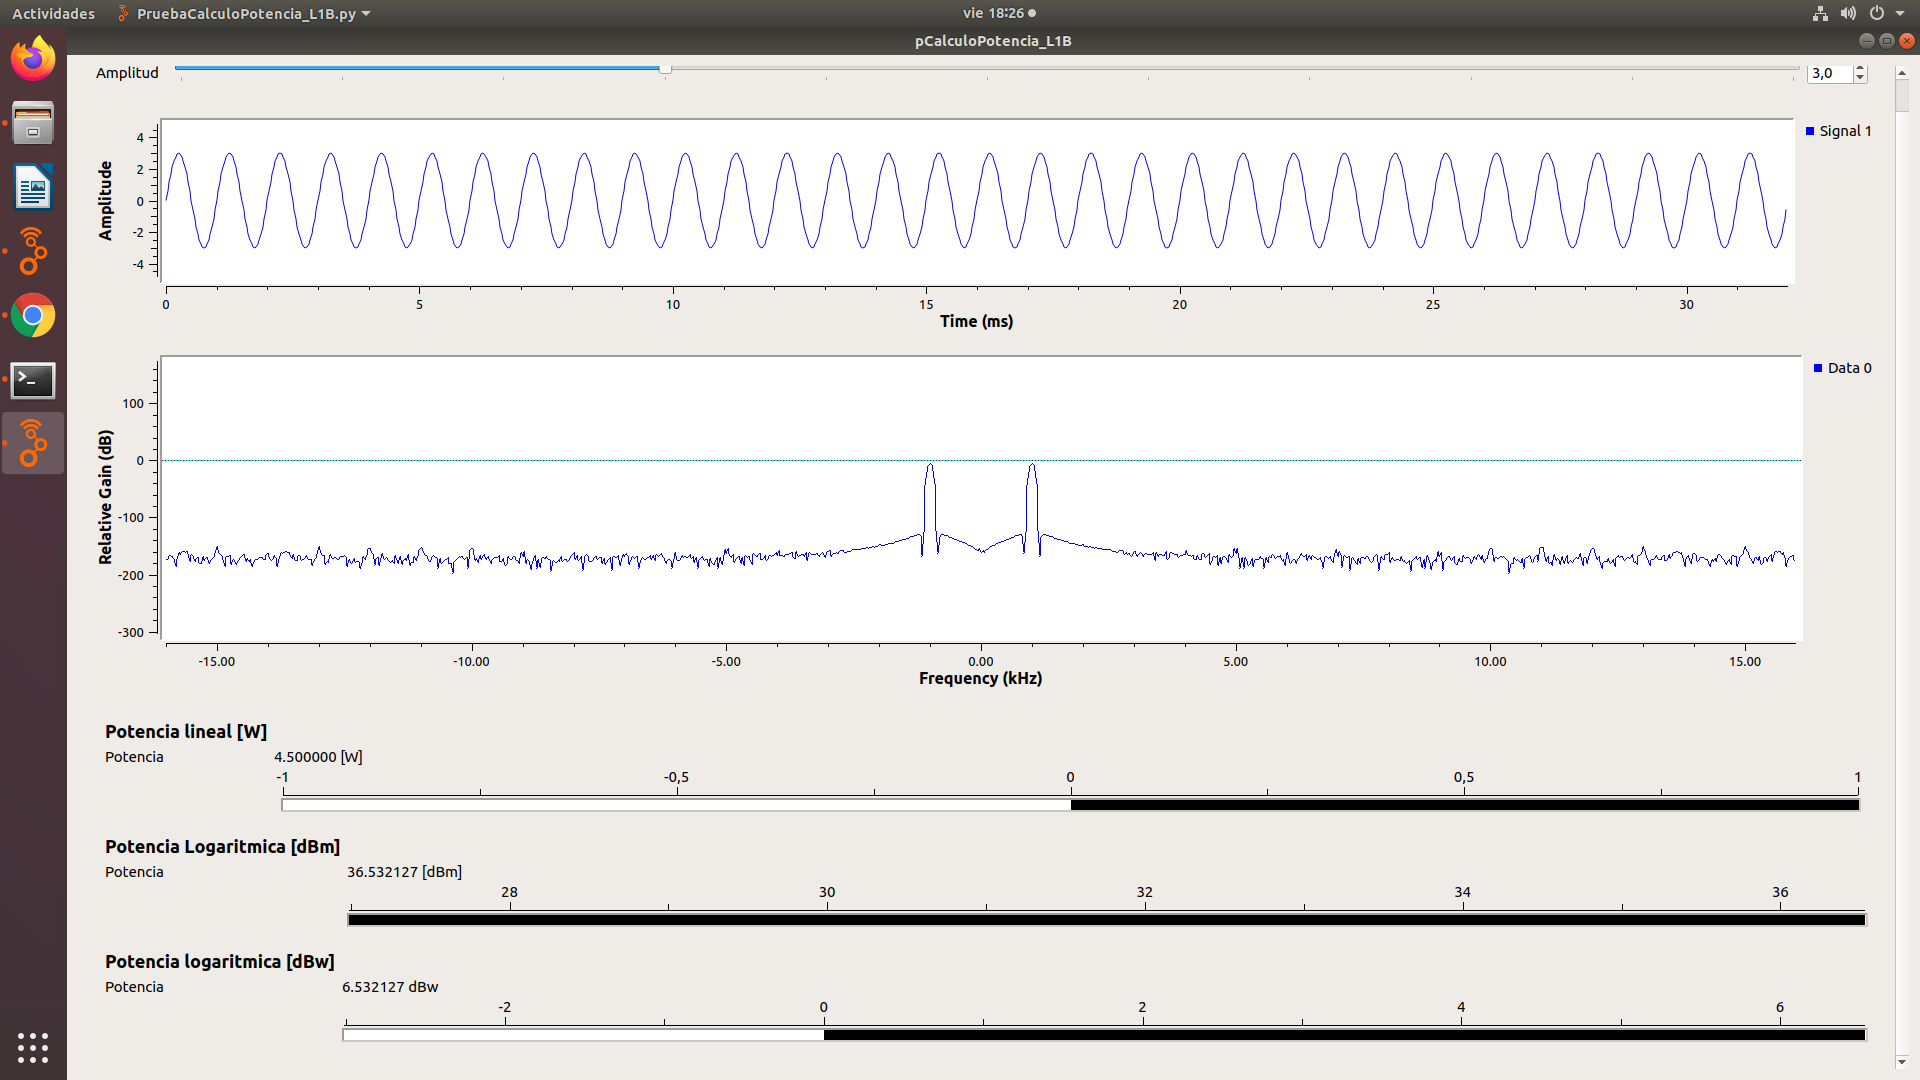 Actividades PruebaCalculoPotencia_L1B.py vie 18:26
pCalculoPotencia_L1B
Amplitud 3,0
4
2
0
-2
-4
Amplitude
Signal 1
0 5 10 15 20 25 30
Time (ms)
100
0
-100
-200
-300
Relative Gain (dB)
Data 0
-15.00 -10.00 -5.00 0.00 5.00 10.00 15.00
Frequency (kHz)
Potencia lineal [W]
Potencia 4.500000 [W]
-1 -0,5 0 0,5 1
Potencia Logaritmica [dBm]
Potencia 36.532127 [dBm]
28 30 32 34 36
Potencia logaritmica [dBw]
Potencia 6.532127 dBw
-2 0 2 4 6